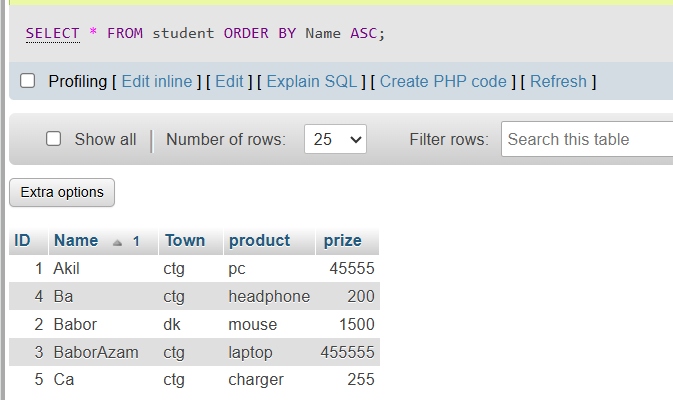 SELECT * FROM student ORDER BY Name ASC;
Profiling [ Edit inline ] [ Edit ] [ Explain SQL ] [ Create PHP code ] [ Refresh ]
Show all Number of rows: 25 Filter rows: Search this table
Extra options
ID Name 1 Town product prize
1 Akil ctg pc 45555
4 Ba ctg headphone 200
2 Babor dk mouse 1500
3 BaborAzam ctg laptop 455555
5 Ca ctg charger 255